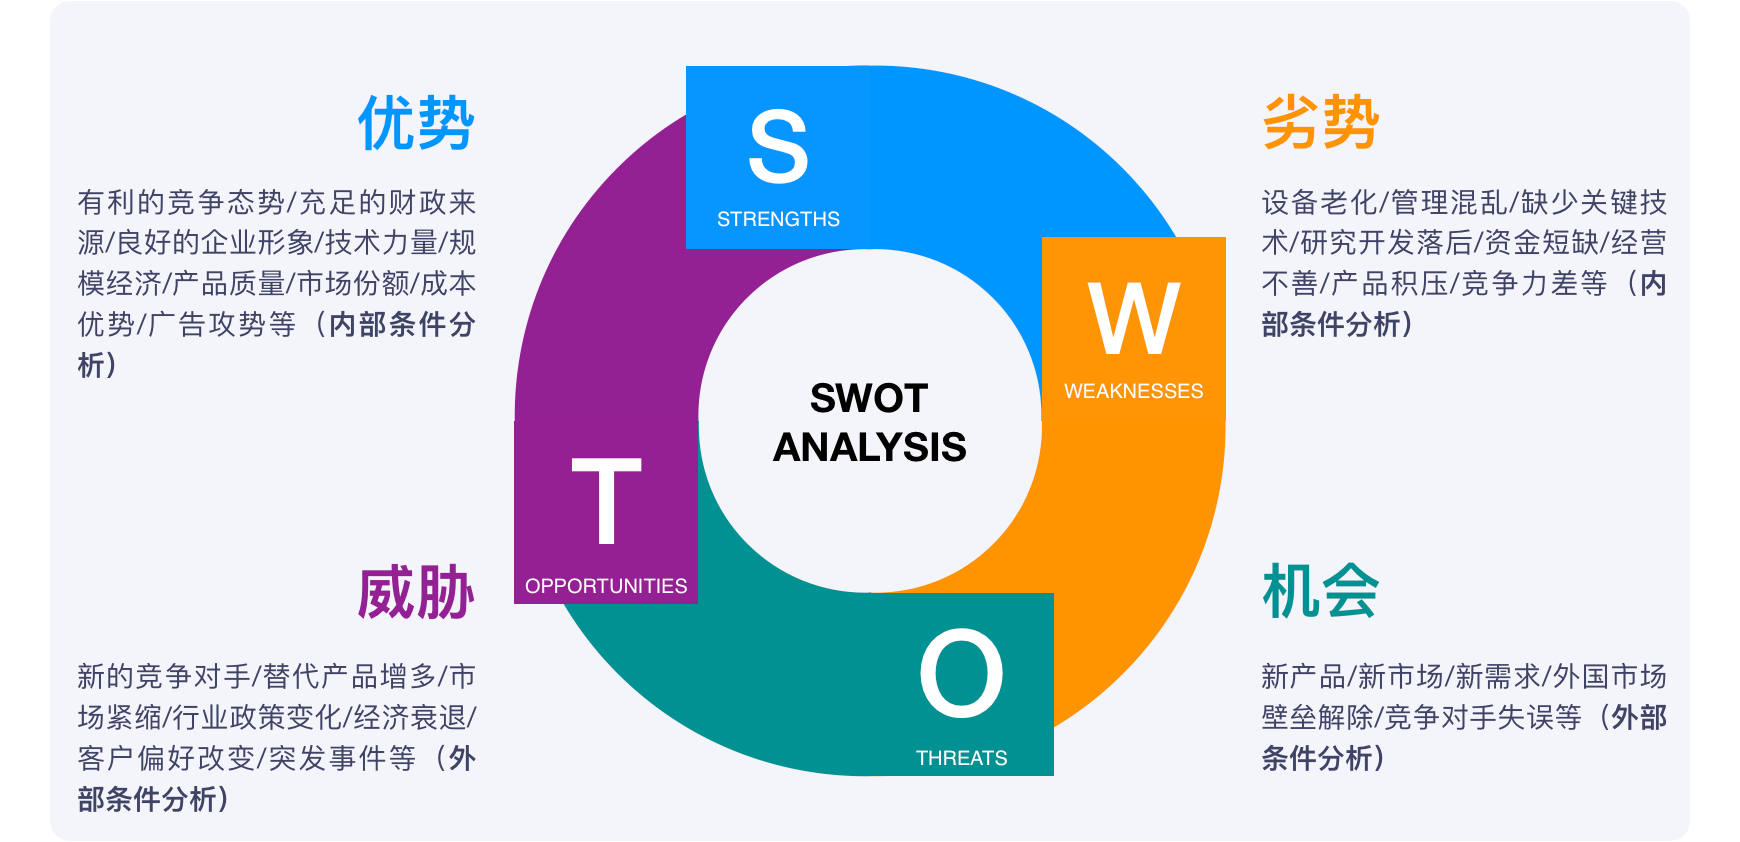 优势
有利的竞争态势/充足的财政来
源/良好的企业形象/技术力量/规
模经济/产品质量/市场份额/成本
优势/广告攻势等（内部条件分
析）
S
STRENGTHS
劣势
设备老化/管理混乱/缺少关键技
术/研究开发落后/资金短缺/经营
不善/产品积压/竞争力差等（内
部条件分析）
W
WEAKNESSES
SWOT
ANALYSIS
威胁
新的竞争对手/替代产品增多/市
场紧缩/行业政策变化/经济衰退/
客户偏好改变/突发事件等（外
部条件分析）
T
OPPORTUNITIES
O
THREATS
机会
新产品/新市场/新需求/外国市场
壁垒解除/竞争对手失误等（外部
条件分析）